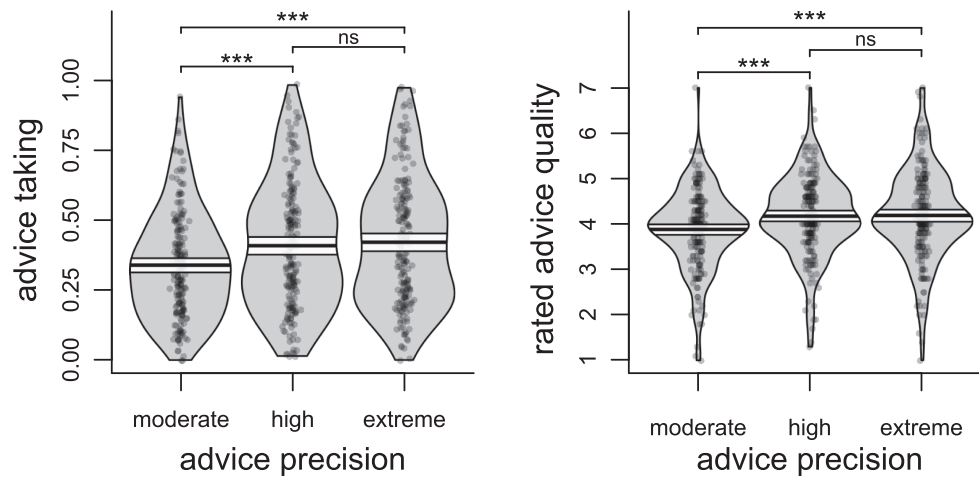 ***
ns
***
advice taking
1.00
0.75
0.50
0.25
0.00
moderate high extreme
advice precision
***
ns
***
rated advice quality
7
6
5
4
3
2
1
moderate high extreme
advice precision